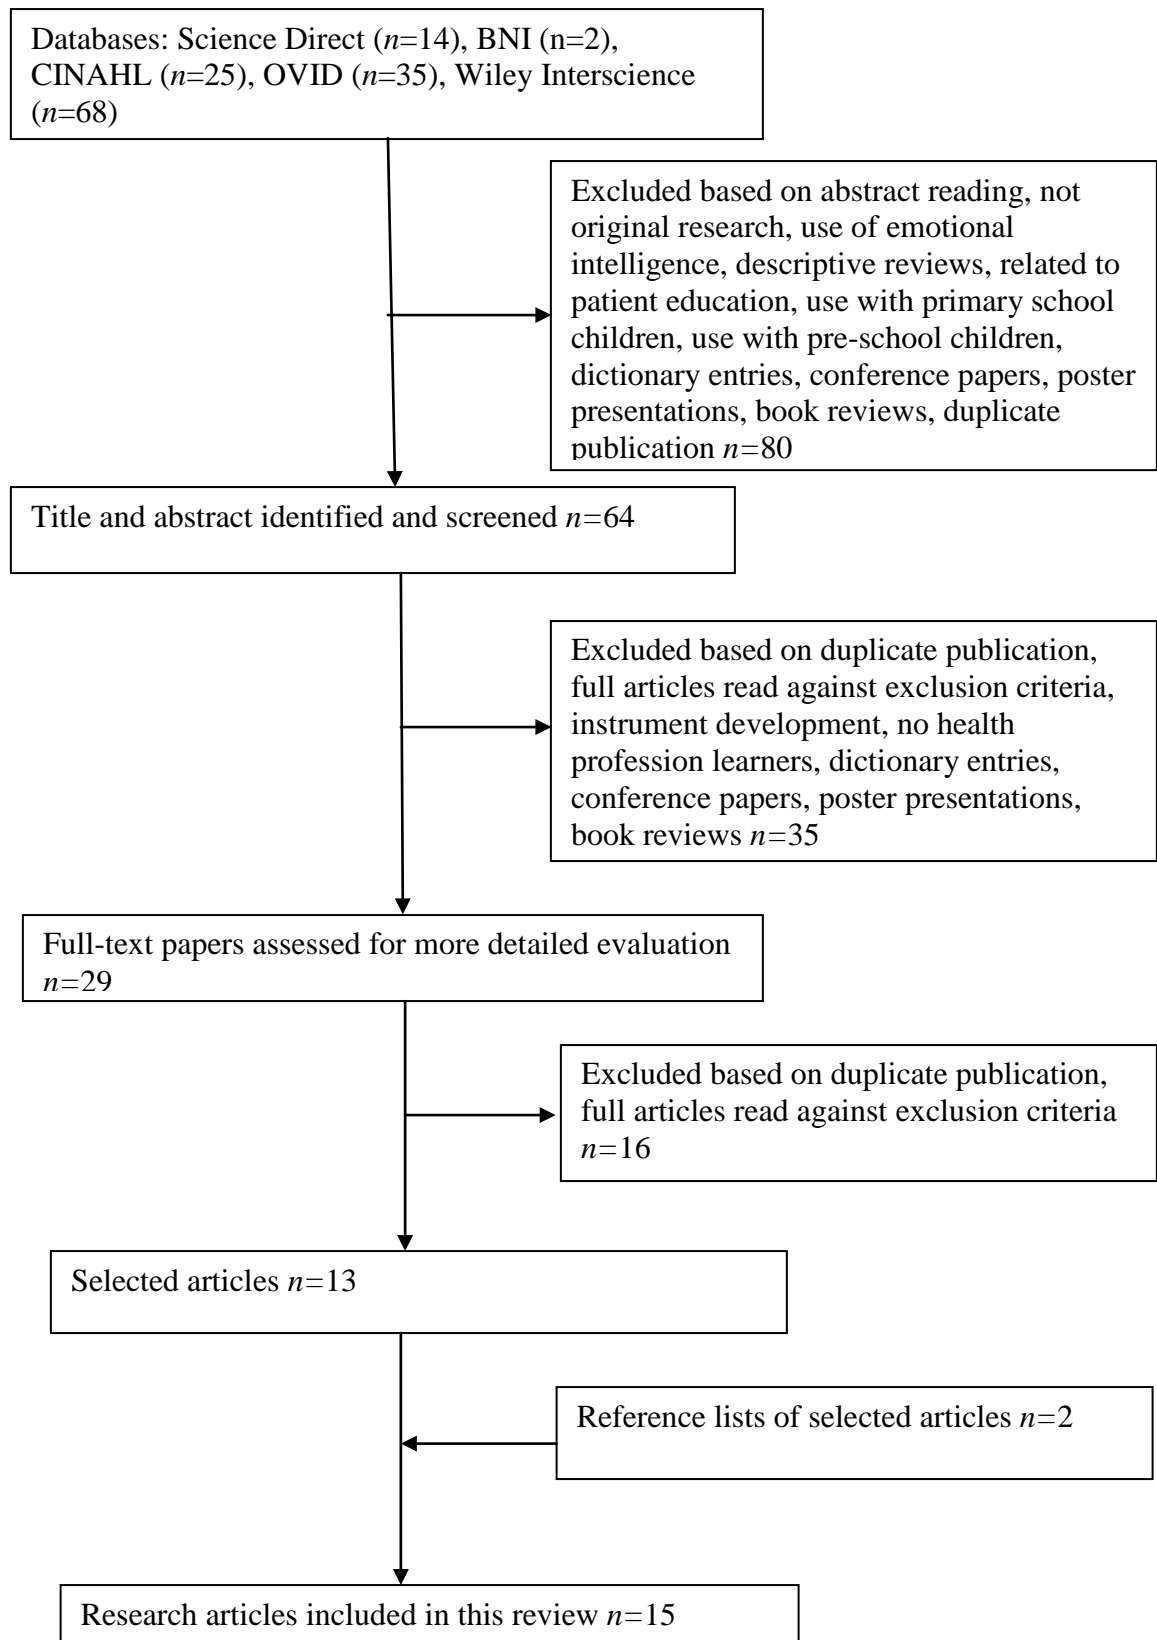 Databases: Science Direct (n=14), BNI (n=2),
CINAHL (n=25), OVID (n=35), Wiley Interscience
(n=68)
Excluded based on abstract reading, not
original research, use of emotional
intelligence, descriptive reviews, related to
patient education, use with primary school
children, use with pre-school children,
dictionary entries, conference papers, poster
presentations, book reviews, duplicate
publication n=80
Title and abstract identified and screened n=64
Excluded based on duplicate publication,
full articles read against exclusion criteria,
instrument development, no health
profession learners, dictionary entries,
conference papers, poster presentations,
book reviews n=35
Full-text papers assessed for more detailed evaluation
n=29
Excluded based on duplicate publication,
full articles read against exclusion criteria
n=16
Selected articles n=13
Reference lists of selected articles n=2
Research articles included in this review n=15